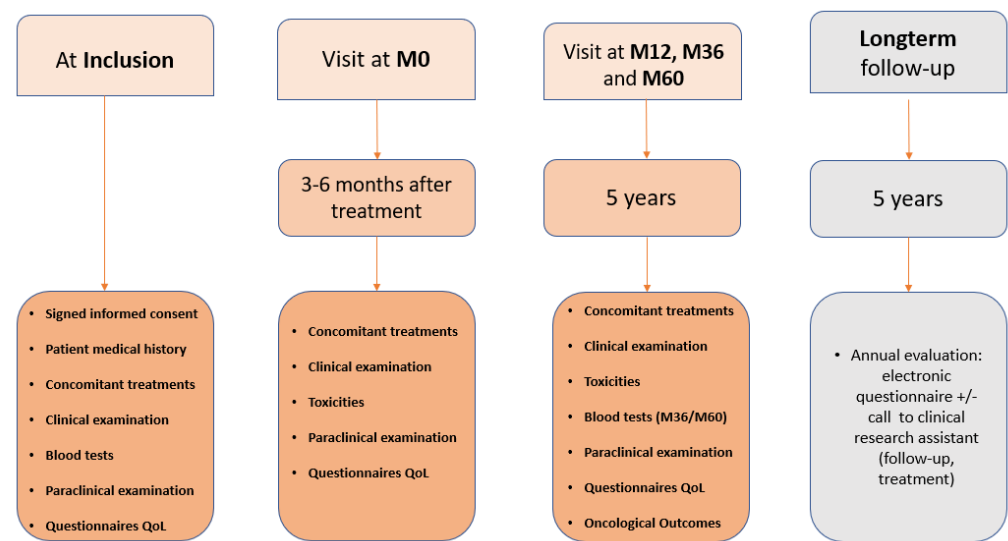 At Inclusion
• Signed informed consent
• Patient medical history
• Concomitant treatments
• Clinical examination
• Blood tests
• Paraclinical examination
• Questionnaires QoL
Visit at M0
3-6 months after
treatment
• Concomitant treatments
• Clinical examination
• Toxicities
• Paraclinical examination
• Questionnaires QoL
Visit at M12, M36
and M60
5 years
• Concomitant treatments
• Clinical examination
• Toxicities
• Blood tests (M36/M60)
• Paraclinical examination
• Questionnaires QoL
• Oncological Outcomes
Longterm
follow-up
5 years
• Annual evaluation:
electronic
questionnaire +/-
call to clinical
research assistant
(follow-up,
treatment)